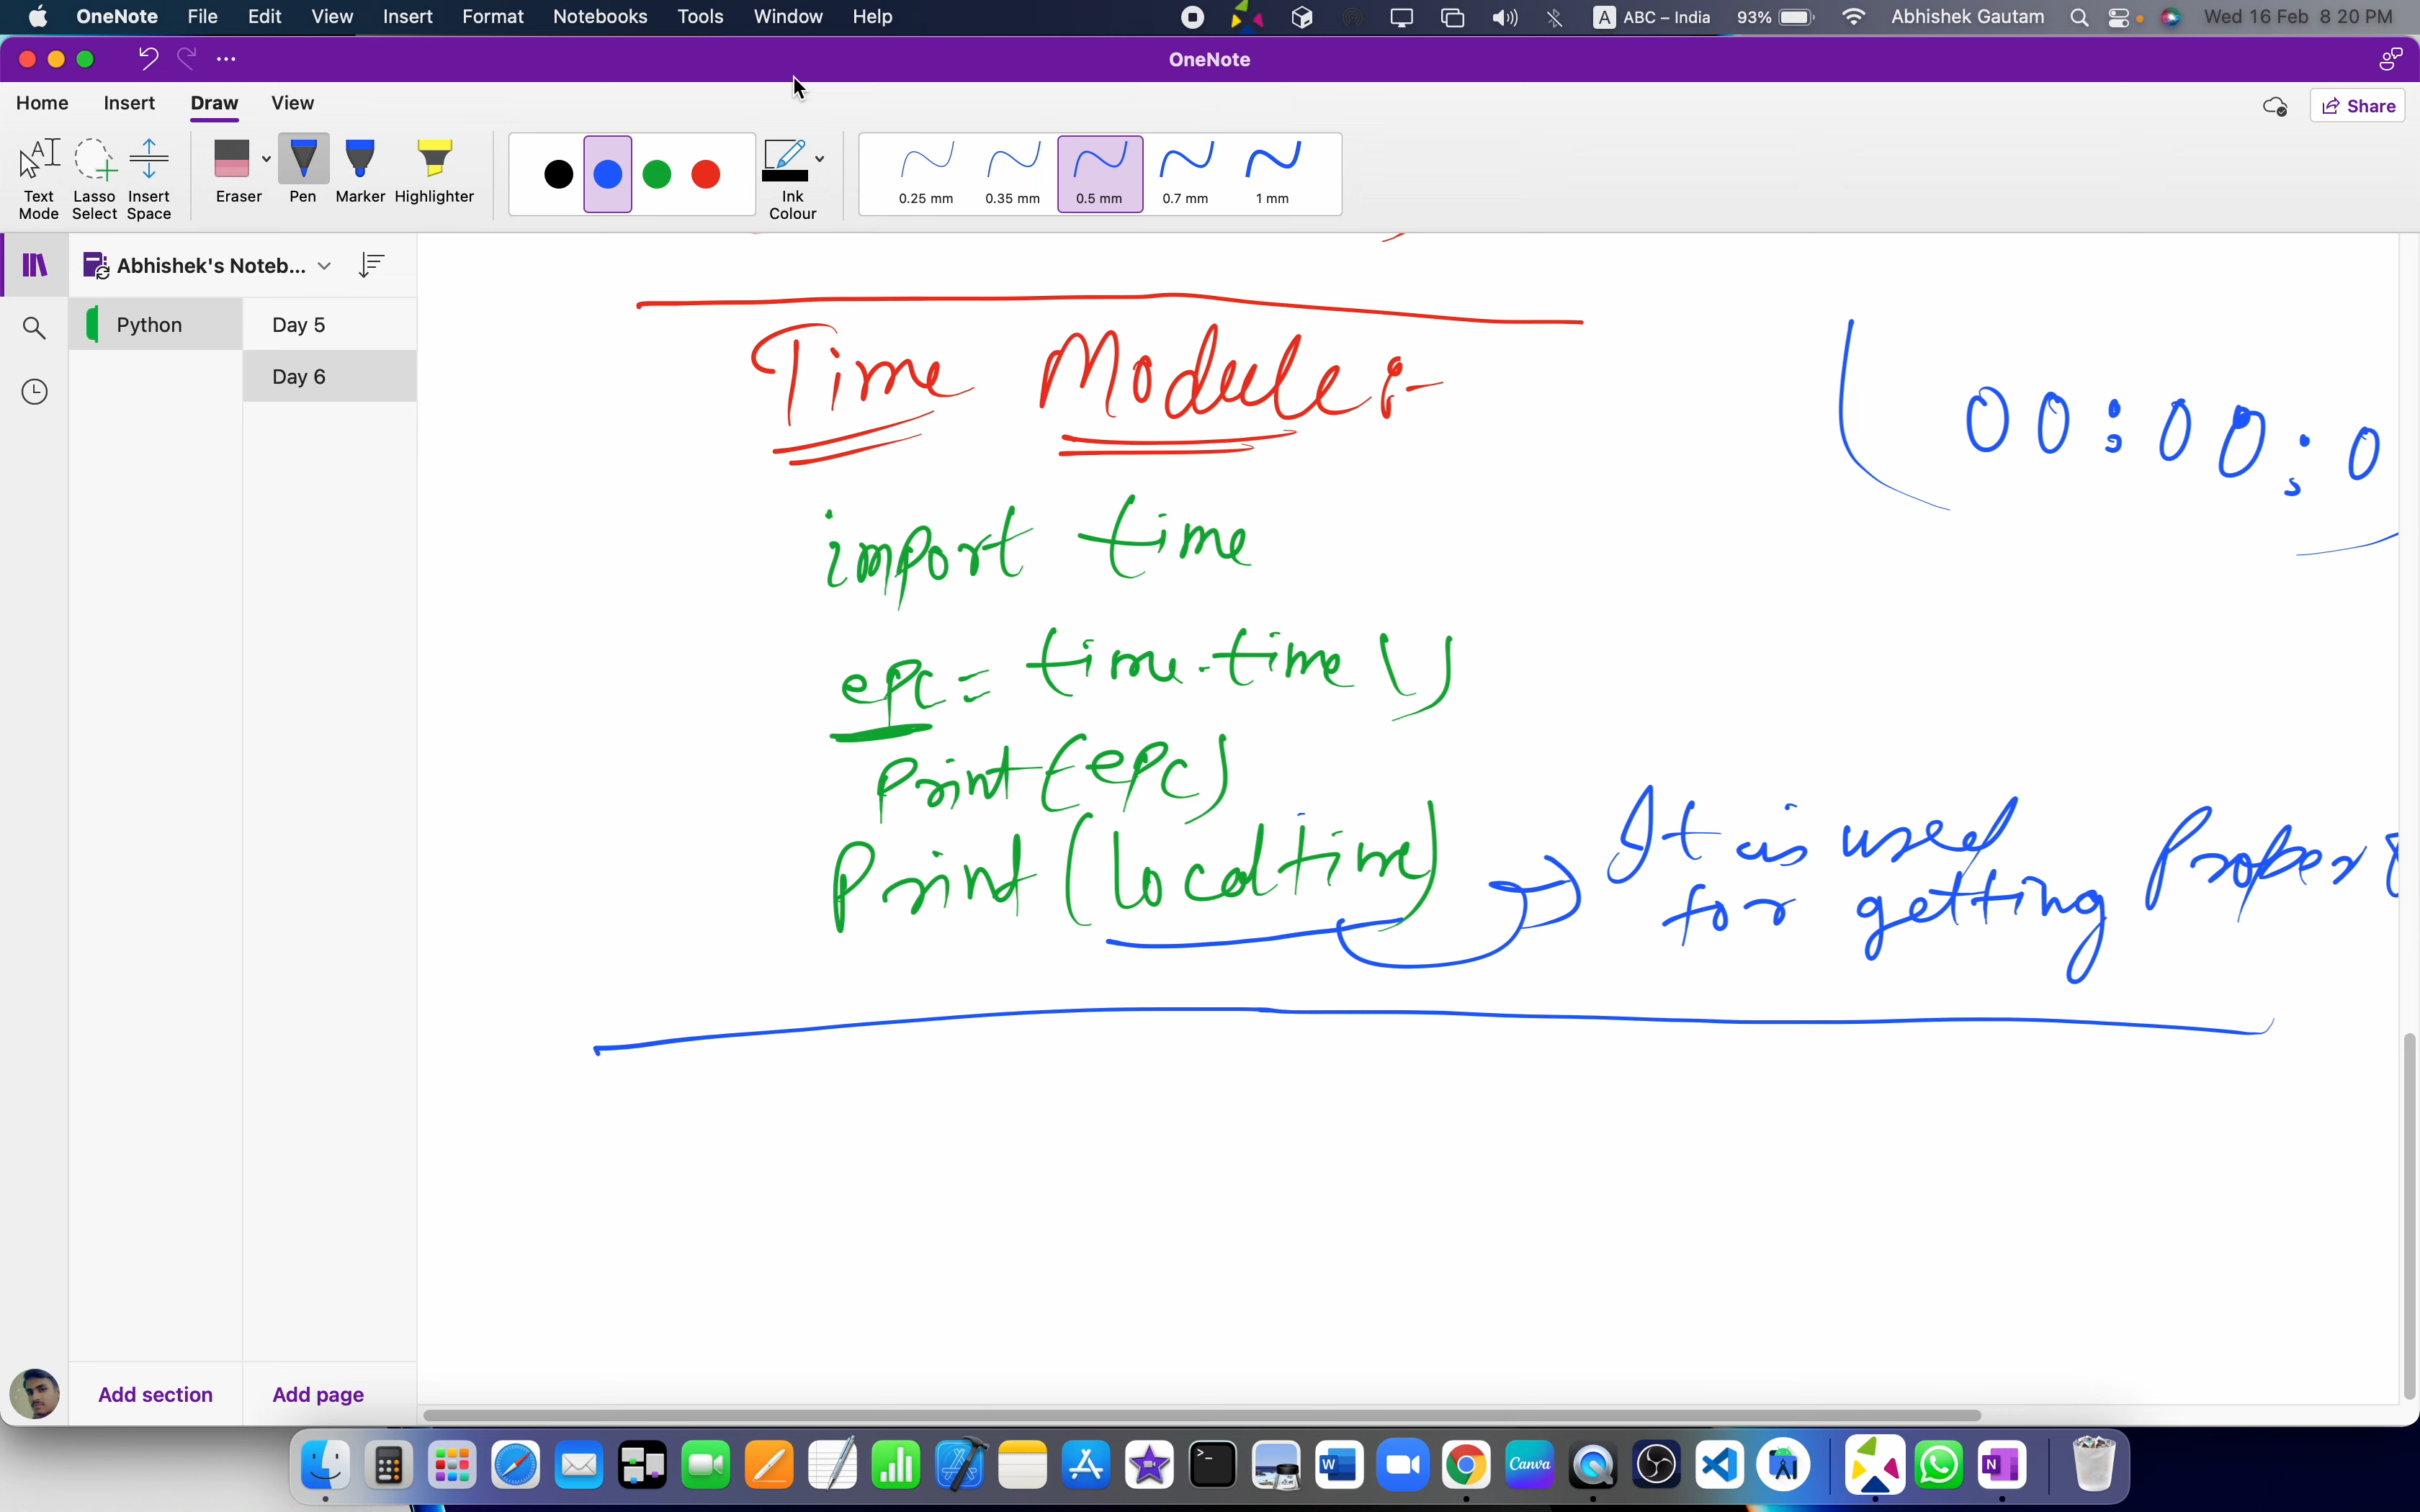 OneNote File Edit View Insert Format Notebooks Tools Window Help A ABC – India 93% Abhishek Gautam Wed 16 Feb 8 20 PM
OneNote
Home Insert Draw View Share
Text Mode Lasso Select Insert Space Eraser Pen Marker Highlighter Ink Colour 0.25 mm 0.35 mm 0.5 mm 0.7 mm 1 mm
Abhishek's Noteb...
Python Day 5
Day 6
Time Module:-
00:00:0
import time
epc = time.time ()
Print(epc)
Print (localtime)
It is used Proper
for getting
Add section Add page
Canva